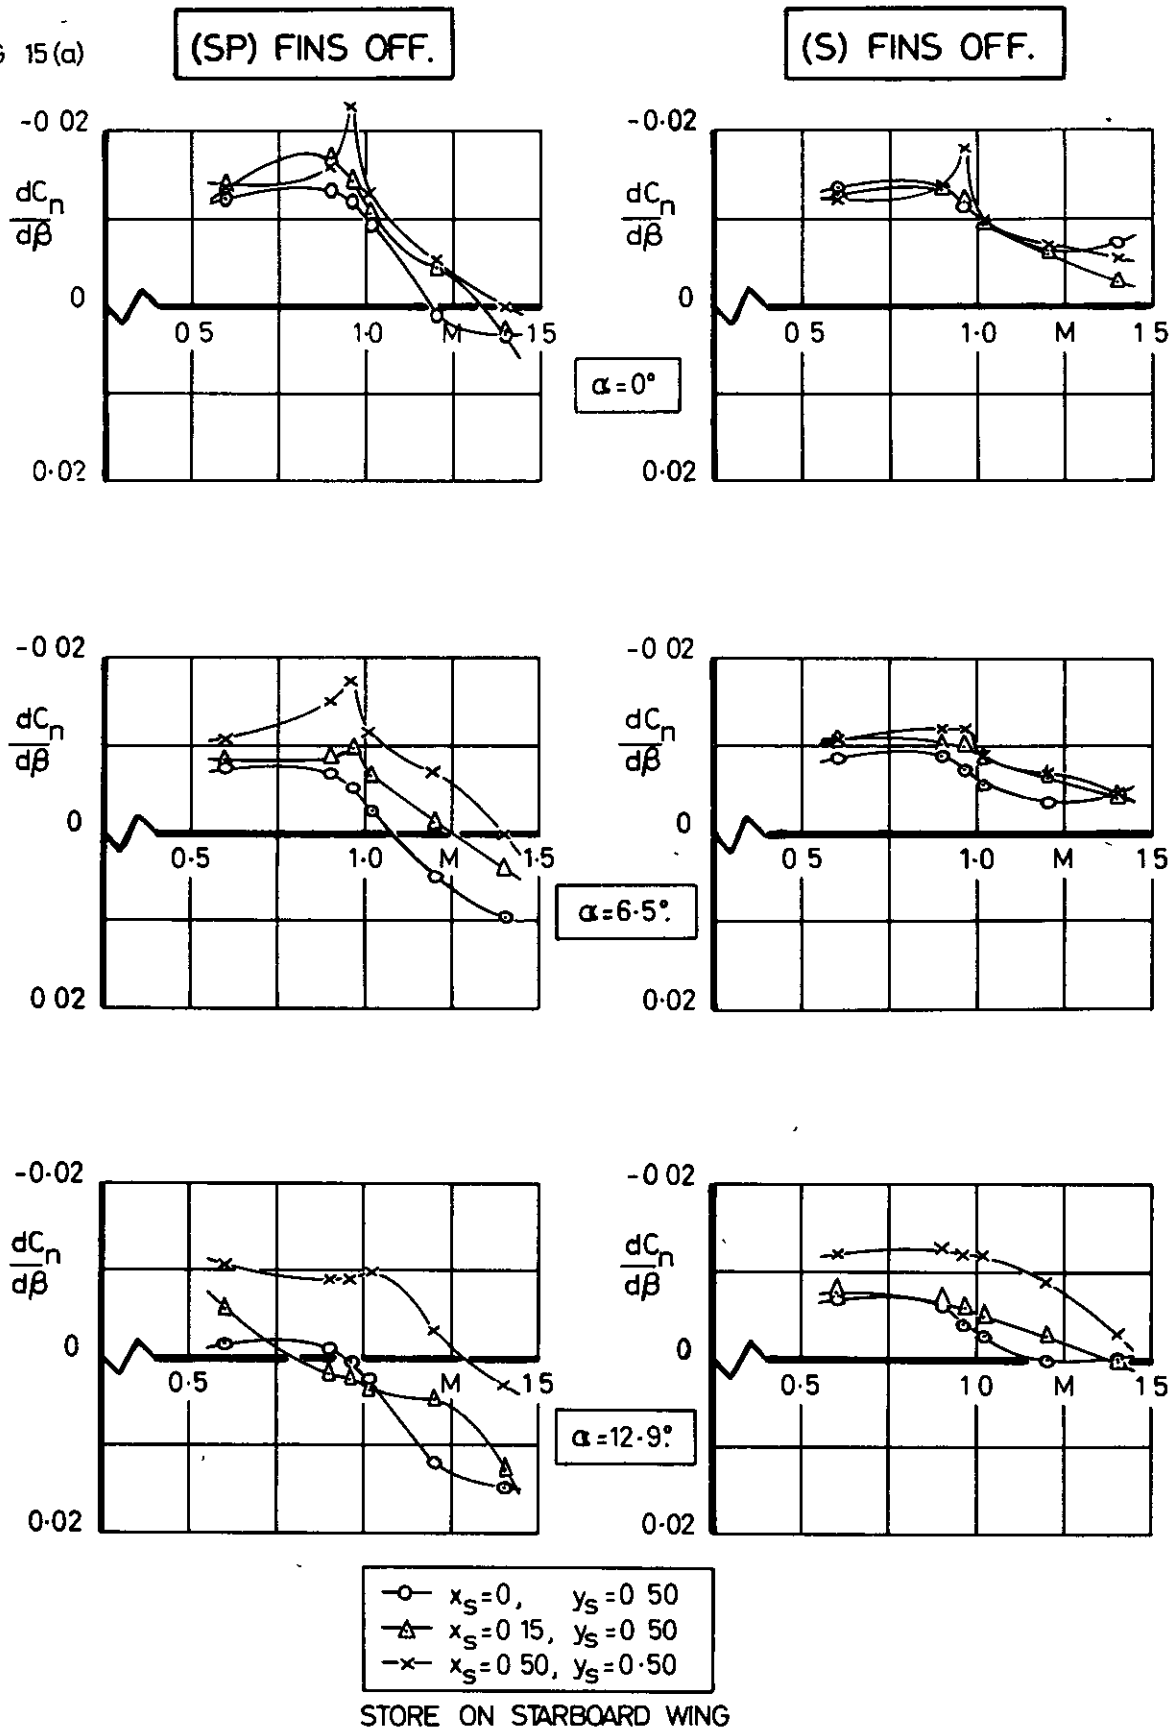 G 15(a)
(SP) FINS OFF.
(S) FINS OFF.
-0 02
dCn
dβ
0
0 5
1·0
M
1 5
0·02
-0·02
dCn
dβ
0
0 5
1·0
M
1 5
0·02
α=0°
-0 02
dCn
dβ
0
0·5
1·0
M
1·5
0 02
-0 02
dCn
dβ
0
0 5
1·0
M
1 5
0·02
α=6·5°.
-0·02
dCn
dβ
0
0·5
1·0
M
1 5
0·02
-0 02
dCn
dβ
0
0·5
1 0
M
1 5
0·02
α=12·9°.
xs=0, ys=0 50
xs=0 15, ys=0 50
xs=0 50, ys=0·50
STORE ON STARBOARD WING